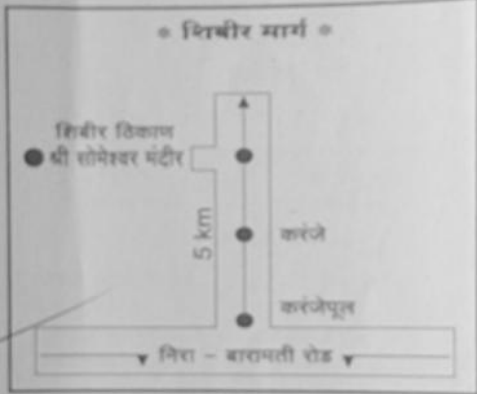 * शिबीर मार्ग *
शिबीर ठिकाण
श्री सोमेश्वर मंदीर
5 km
करंजे
करंजेपूल
निरा - बारामती रोड